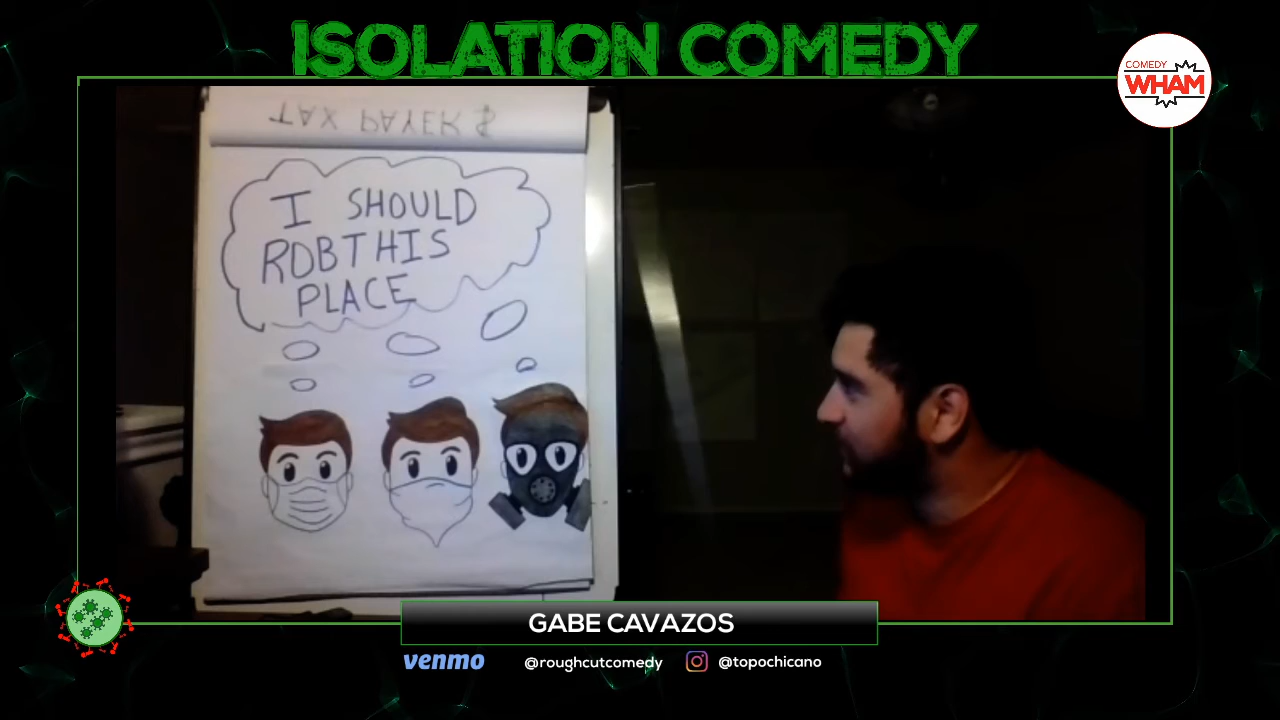 ISOLATION COMEDY
COMEDY
WHAM
TAX PAYER $
I SHOULD
ROB THIS
PLACE
GABE CAVAZOS
venmo @roughcutcomedy @topochicano